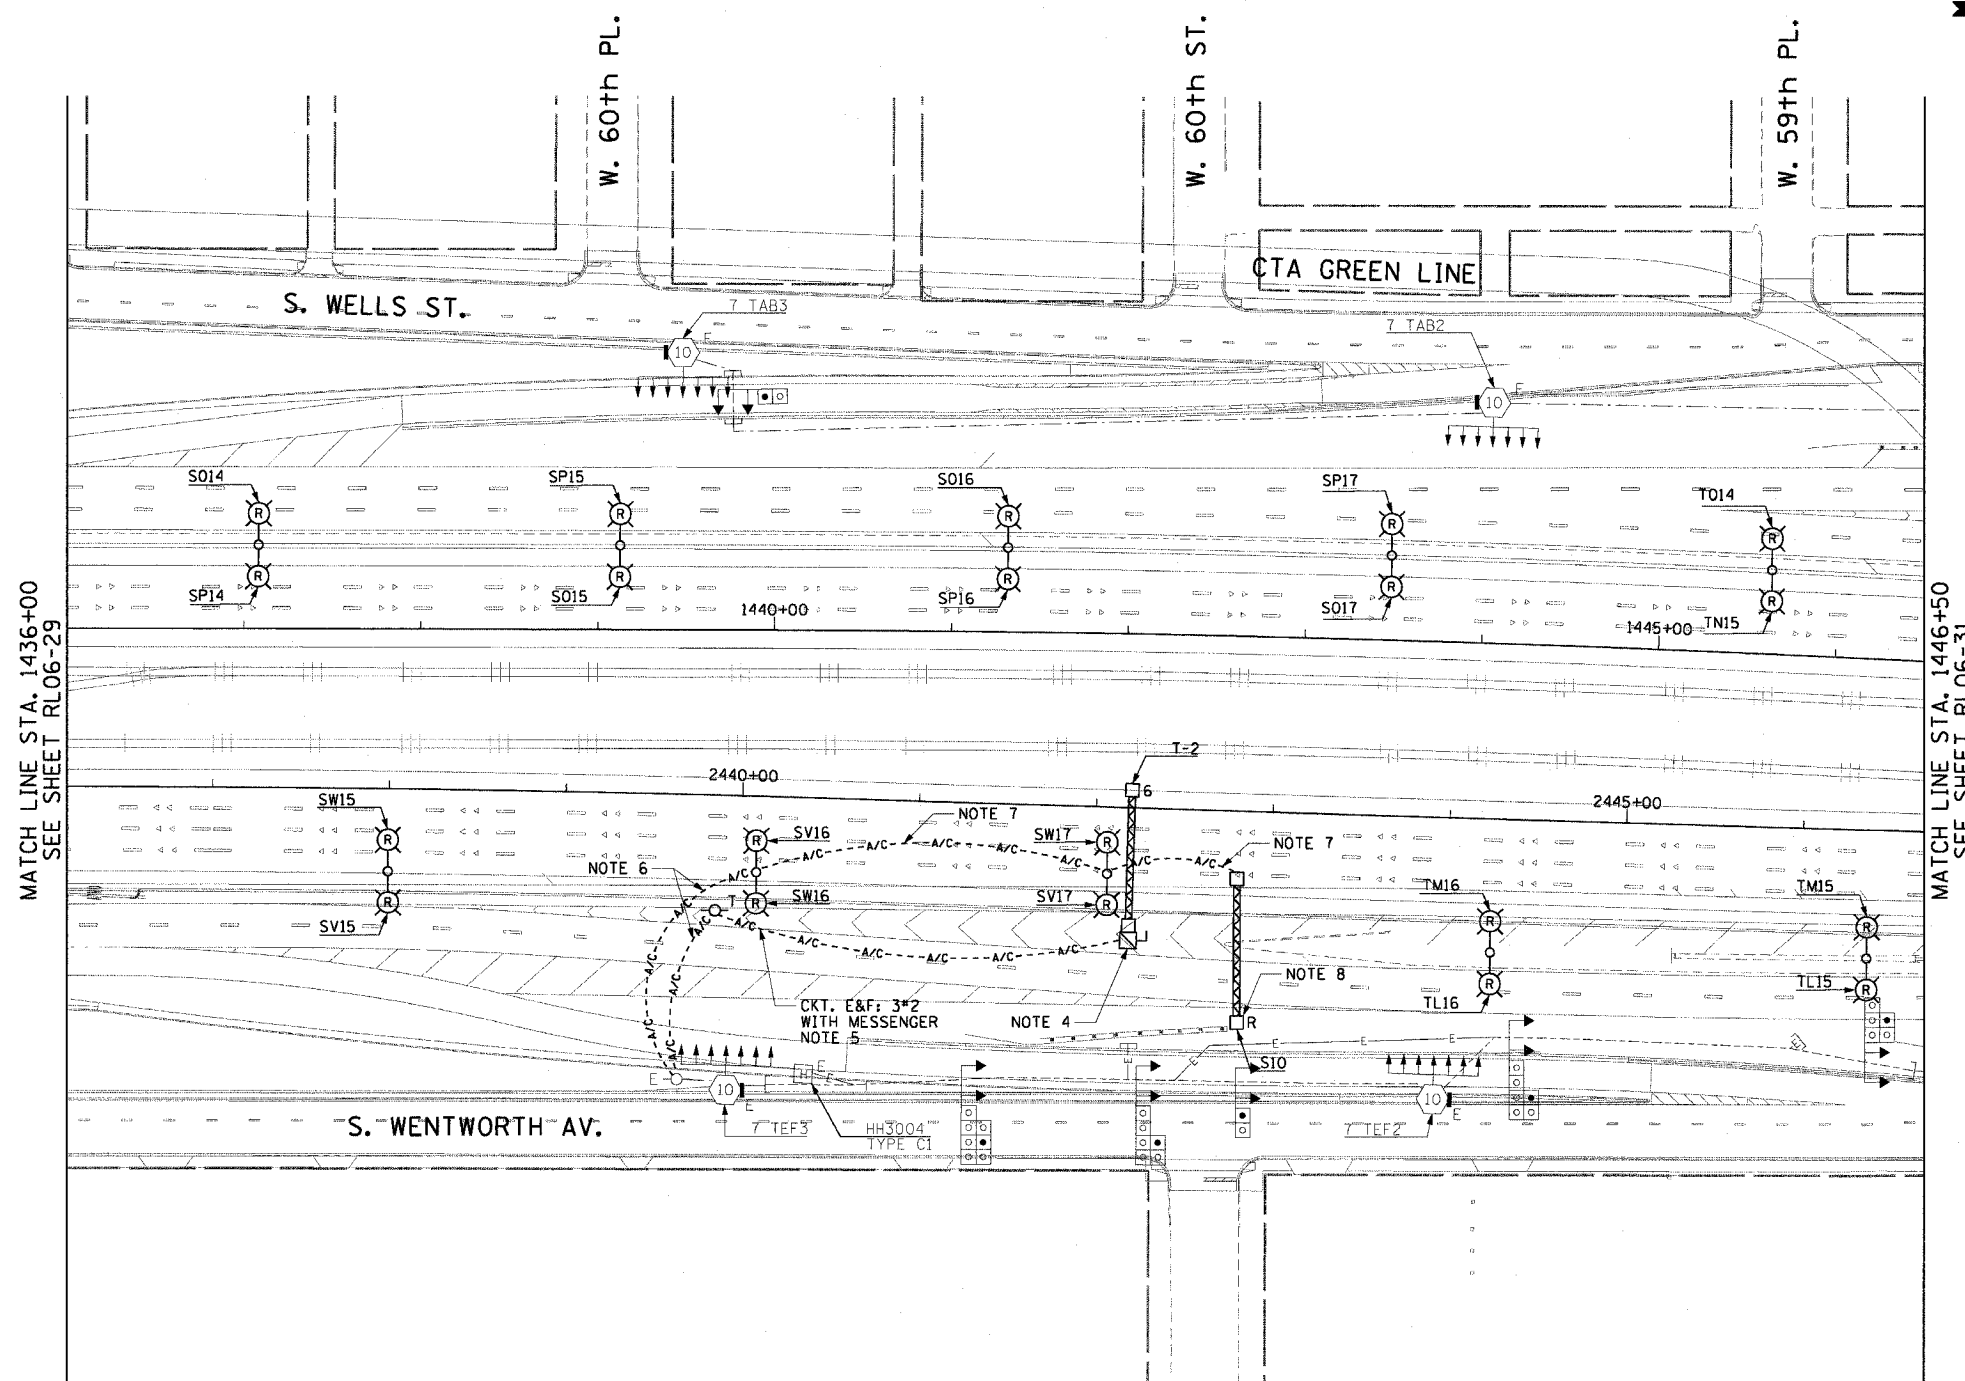 W. 60th PL.
W. 60th ST.
W. 59th PL.
CTA GREEN LINE
S. WELLS ST.
7 TAB3
E
10
7 TAB2
E
10
SO14
SP15
SO16
SP17
TO14
R
R
R
R
R
R
R
R
R
R
SP14
SO15
SP16
SO17
TN15
1440+00
1445+00
MATCH LINE STA. 1436+00
SEE SHEET RL06-29
MATCH LINE STA. 1446+50
SEE SHEET RL06-31
T-2
6
2440+00
2445+00
SW15
SV16
NOTE 7
SW17
NOTE 7
R
R
R
A/C
A/C
A/C
A/C
A/C
A/C
A/C
A/C
NOTE 6
A/C
TM16
TM15
R
R
R
T
SW16
SV17
R
R
R
SV15
A/C
A/C
A/C
A/C
A/C
A/C
A/C
A/C
A/C
A/C
A/C
NOTE 8
TL16
R
TL15
R
CKT. E&F: 3#2
WITH MESSENGER
NOTE 5
NOTE 4
R
S10
E
E
E
E
E
E
H
E
E
10
E
10
E
S. WENTWORTH AV.
7 TEF3
HH3004
TYPE C1
7 TEF2